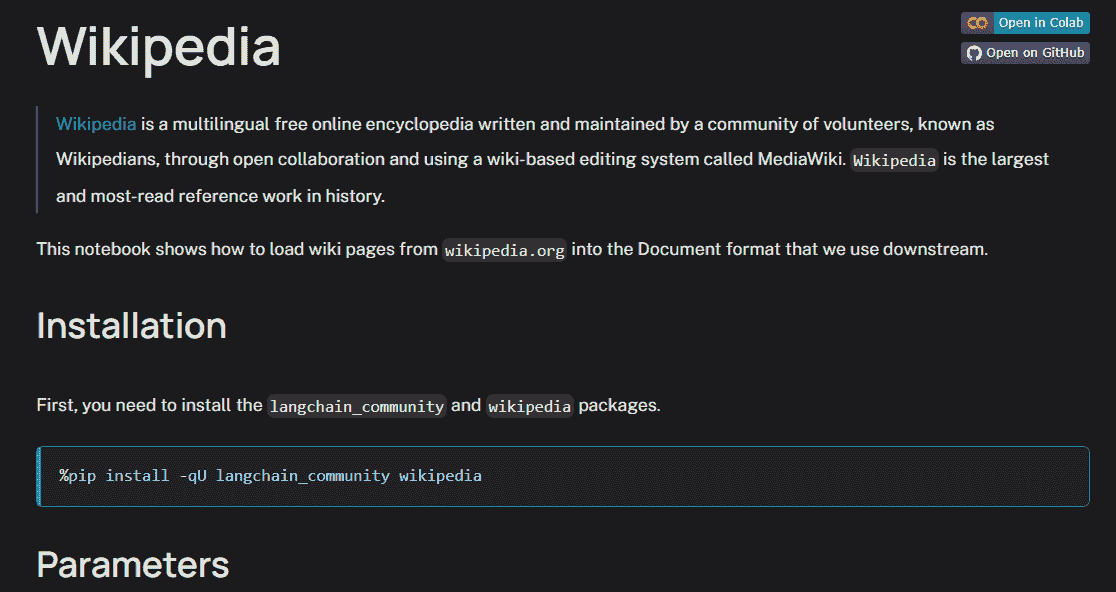 Wikipedia
Open in Colab
Open on GitHub
Wikipedia is a multilingual free online encyclopedia written and maintained by a community of volunteers, known as
Wikipedians, through open collaboration and using a wiki-based editing system called MediaWiki. Wikipedia is the largest
and most-read reference work in history.
This notebook shows how to load wiki pages from wikipedia.org into the Document format that we use downstream.
Installation
First, you need to install the langchain_community and wikipedia packages.
%pip install -qU langchain_community wikipedia
Parameters